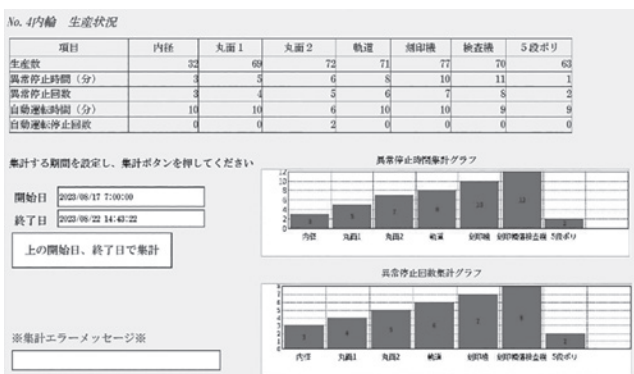 No. 4内輪　生産状況
項目 内径 丸面1 丸面2 軌道 刻印機 検査機 5段ポリ
生産数 32 69 72 71 77 70 63
異常停止時間（分） 3 5 6 8 10 11 1
異常停止回数 3 4 5 6 7 8 2
自動運転時間（分） 10 10 6 10 10 9 9
自動運転停止回数 0 0 2 0 0 0 0
集計する期間を設定し、集計ボタンを押してください
開始日 2023/08/17 7:00:00
終了日 2023/08/22 14:43:22
上の開始日、終了日で集計
※集計エラーメッセージ※
異常停止時間集計グラフ
内径 丸面1 丸面2 軌道 刻印機 刻印機番検査機 5段ポリ
異常停止回数集計グラフ
内径 丸面1 丸面2 軌道 刻印機
5段ポリ